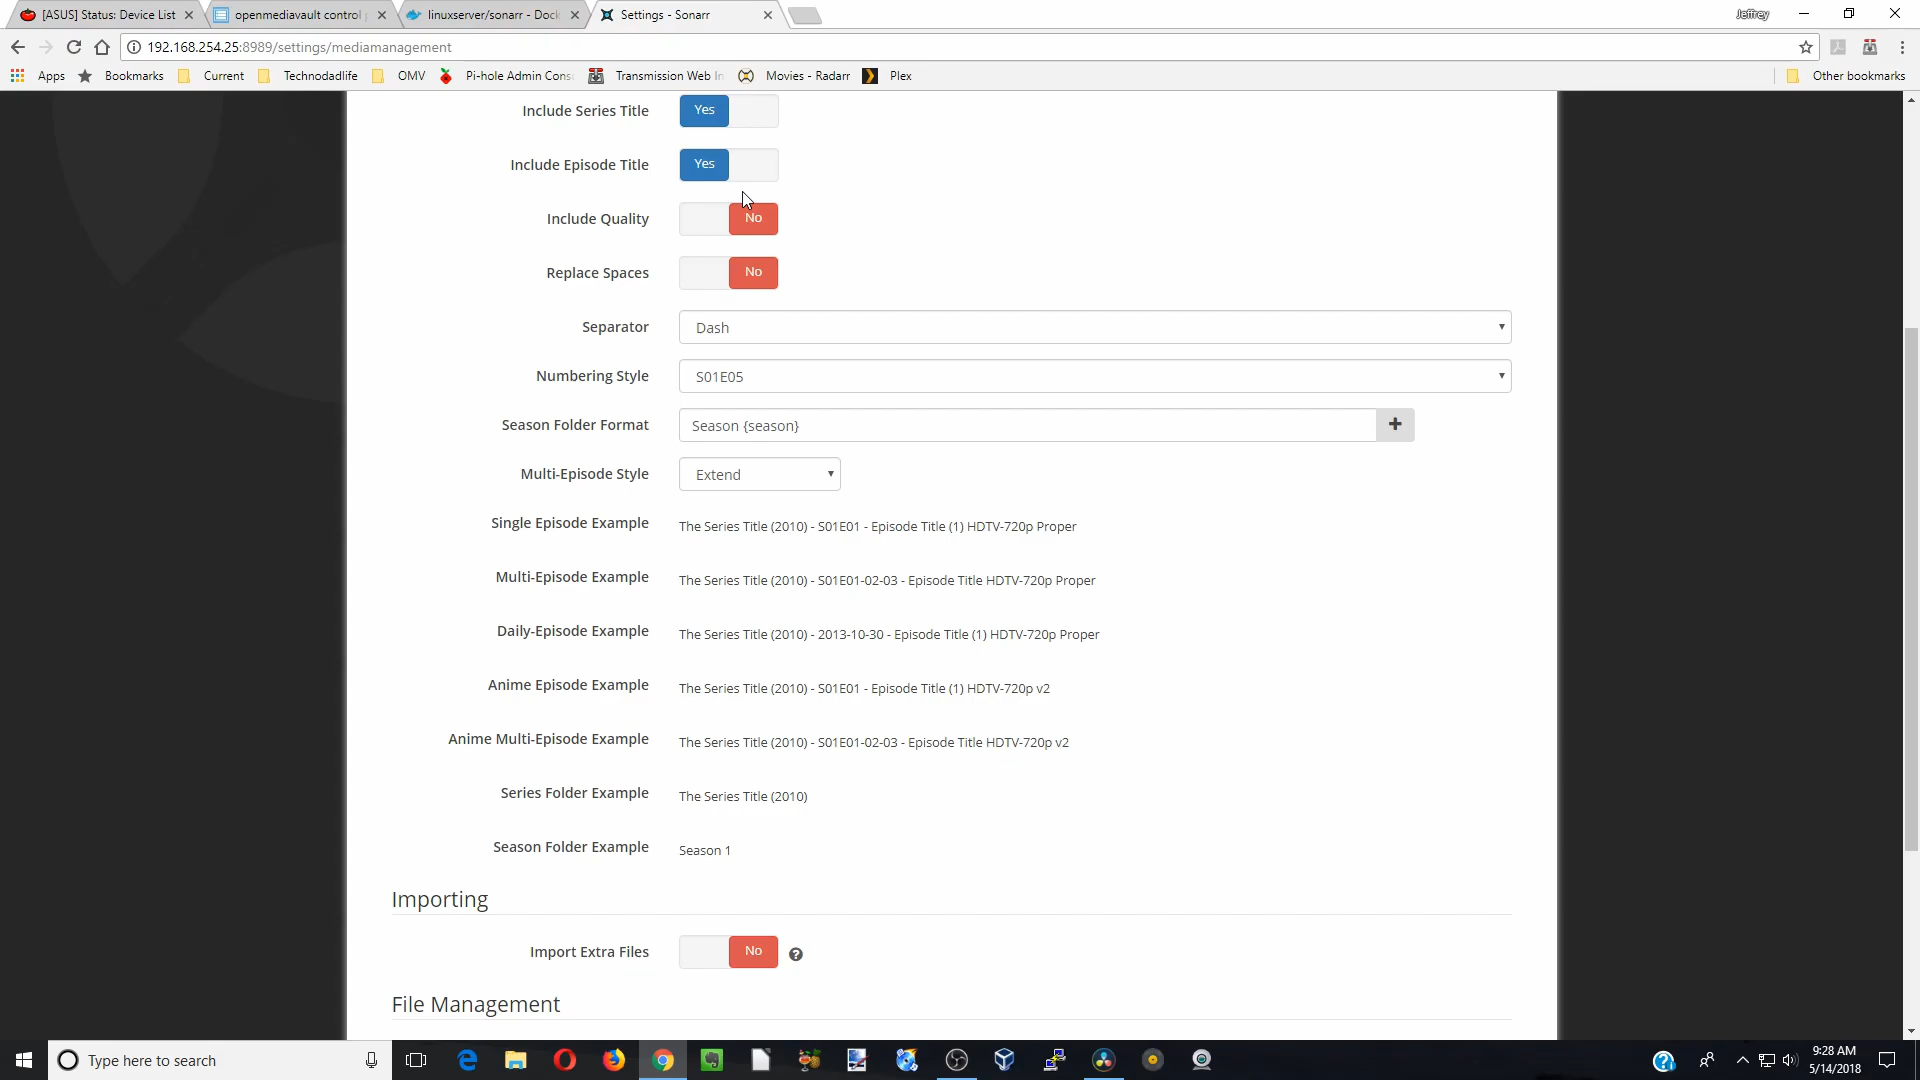 [ASUS] Status: Device List
openmediavault control p
linuxserver/sonarr - Dock
Settings - Sonarr
Jeffrey
192.168.254.25:8989/settings/mediamanagement
Apps
Bookmarks
Current
Technodadlife
OMV
Pi-hole Admin Cons
Transmission Web In
Movies - Radarr
Plex
Other bookmarks
Include Series Title
Yes
Include Episode Title
Yes
Include Quality
No
Replace Spaces
No
Separator
Dash
Numbering Style
S01E05
Season Folder Format
Season {season}
Multi-Episode Style
Extend
Single Episode Example
The Series Title (2010) - S01E01 - Episode Title (1) HDTV-720p Proper
Multi-Episode Example
The Series Title (2010) - S01E01-02-03 - Episode Title HDTV-720p Proper
Daily-Episode Example
The Series Title (2010) - 2013-10-30 - Episode Title (1) HDTV-720p Proper
Anime Episode Example
The Series Title (2010) - S01E01 - Episode Title (1) HDTV-720p v2
Anime Multi-Episode Example
The Series Title (2010) - S01E01-02-03 - Episode Title HDTV-720p v2
Series Folder Example
The Series Title (2010)
Season Folder Example
Season 1
Importing
Import Extra Files
No
File Management
Type here to search
9:28 AM
5/14/2018